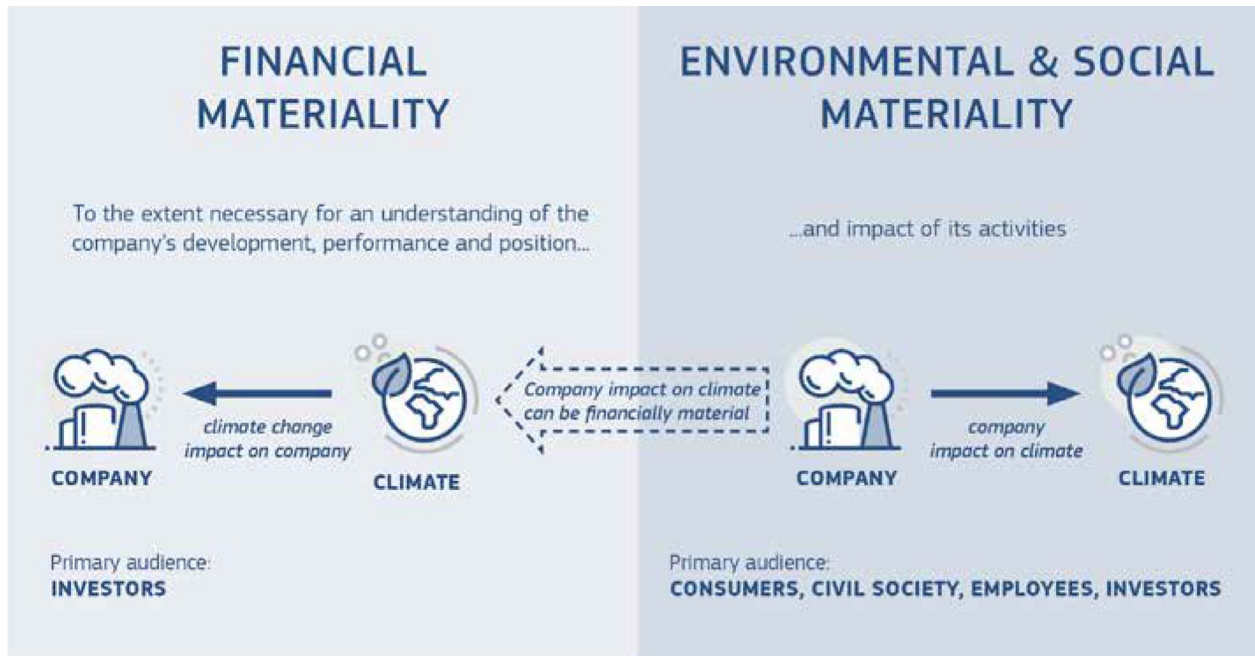 FINANCIAL
MATERIALITY
To the extent necessary for an understanding of the
company's development, performance and position...
climate change
impact on company
COMPANY
CLIMATE
Primary audience:
INVESTORS
Company impact on climate
can be financially material
ENVIRONMENTAL & SOCIAL
MATERIALITY
...and impact of its activities
company
impact on climate
COMPANY
CLIMATE
Primary audience:
CONSUMERS, CIVIL SOCIETY, EMPLOYEES, INVESTORS